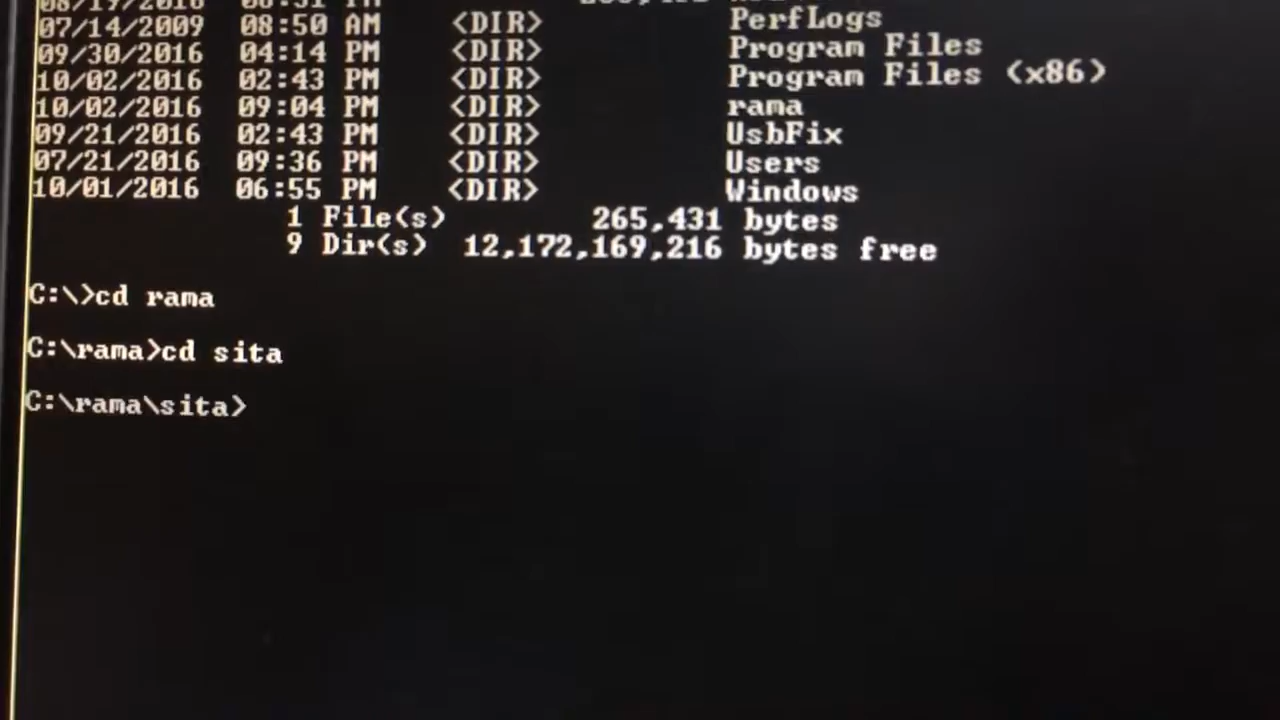 07/14/2009 08:50 AM <DIR> PerfLogs
09/30/2016 04:14 PM <DIR> Program Files
10/02/2016 02:43 PM <DIR> Program Files (x86)
10/02/2016 09:04 PM <DIR> rama
09/21/2016 02:43 PM <DIR> UsbFix
07/21/2016 09:36 PM <DIR> Users
10/01/2016 06:55 PM <DIR> Windows
1 File(s) 265,431 bytes
9 Dir(s) 12,172,169,216 bytes free
C:\>cd rama
C:\rama>cd sita
C:\rama\sita>